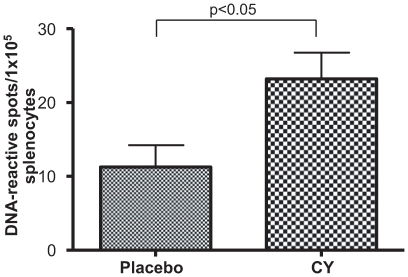 p<0.05
DNA-reactive spots/1x10⁵
splenocytes
30
20
10
0
Placebo
CY